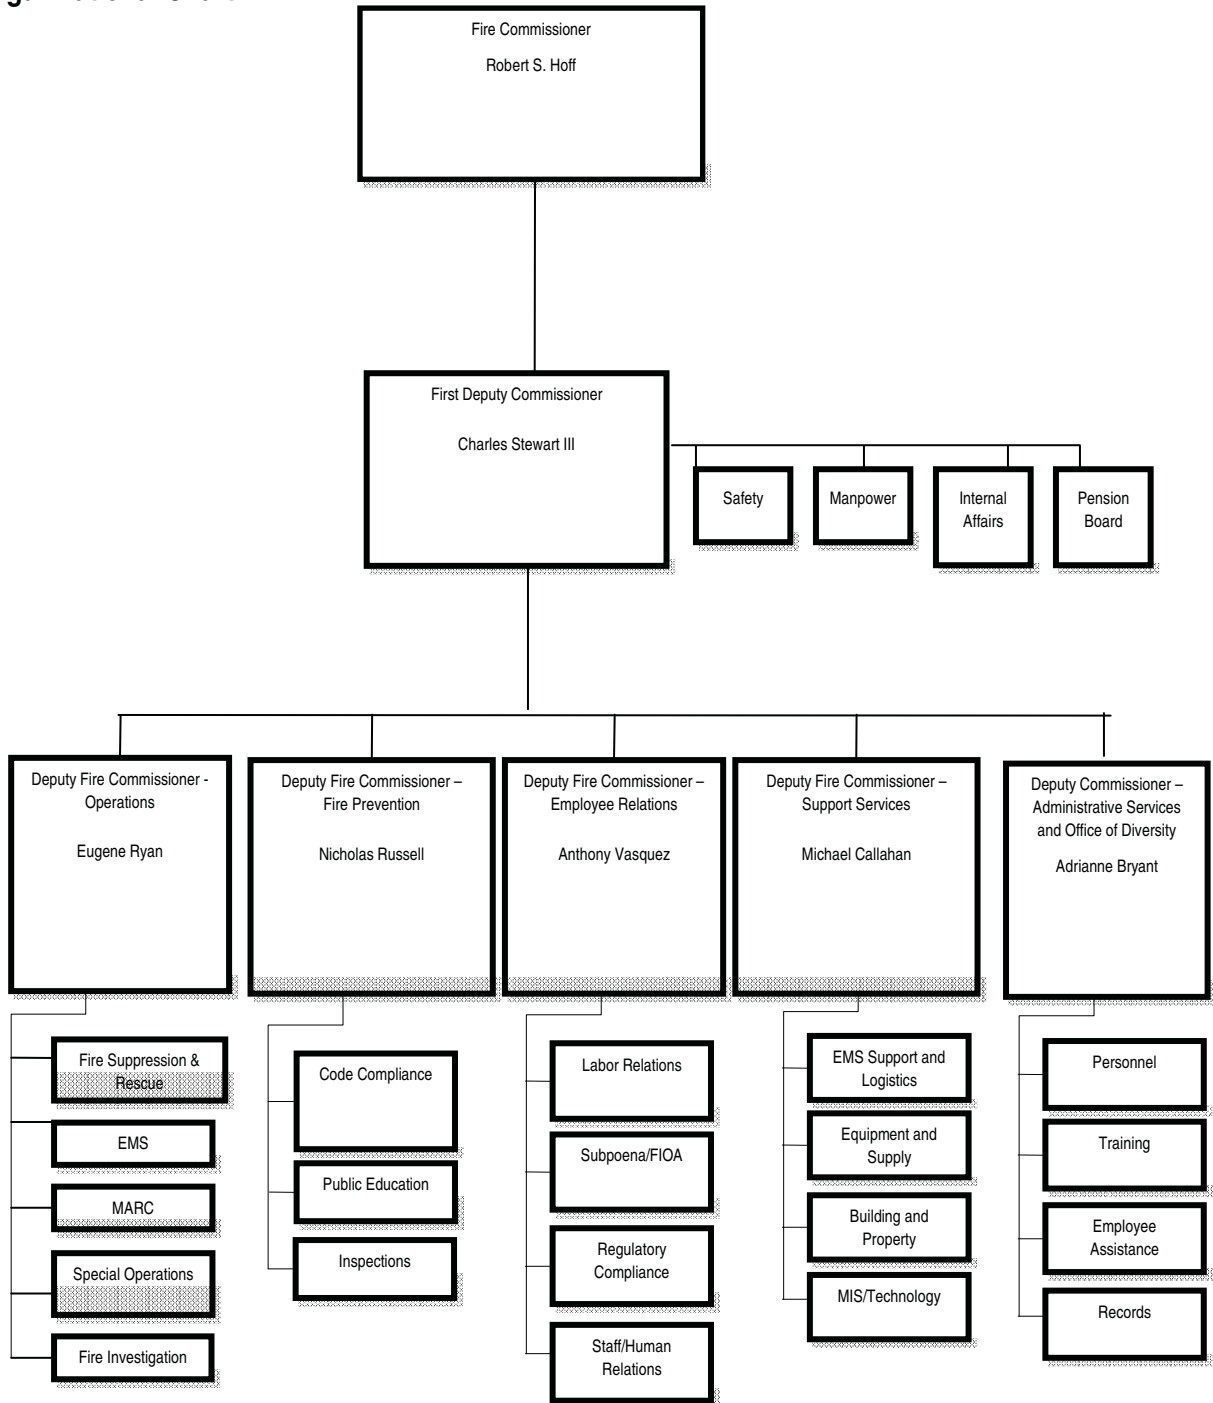 Fire Commissioner
Robert S. Hoff
First Deputy Commissioner
Charles Stewart III
Safety
Manpower
Internal
Affairs
Pension
Board
Deputy Fire Commissioner -
Operations
Eugene Ryan
Deputy Fire Commissioner –
Fire Prevention
Nicholas Russell
Deputy Fire Commissioner –
Employee Relations
Anthony Vasquez
Deputy Fire Commissioner –
Support Services
Michael Callahan
Deputy Commissioner –
Administrative Services
and Office of Diversity
Adrianne Bryant
Fire Suppression &
Rescue
EMS
MARC
Special Operations
Fire Investigation
Code Compliance
Public Education
Inspections
Labor Relations
Subpoena/FIOA
Regulatory
Compliance
Staff/Human
Relations
EMS Support and
Logistics
Equipment and
Supply
Building and
Property
MIS/Technology
Personnel
Training
Employee
Assistance
Records